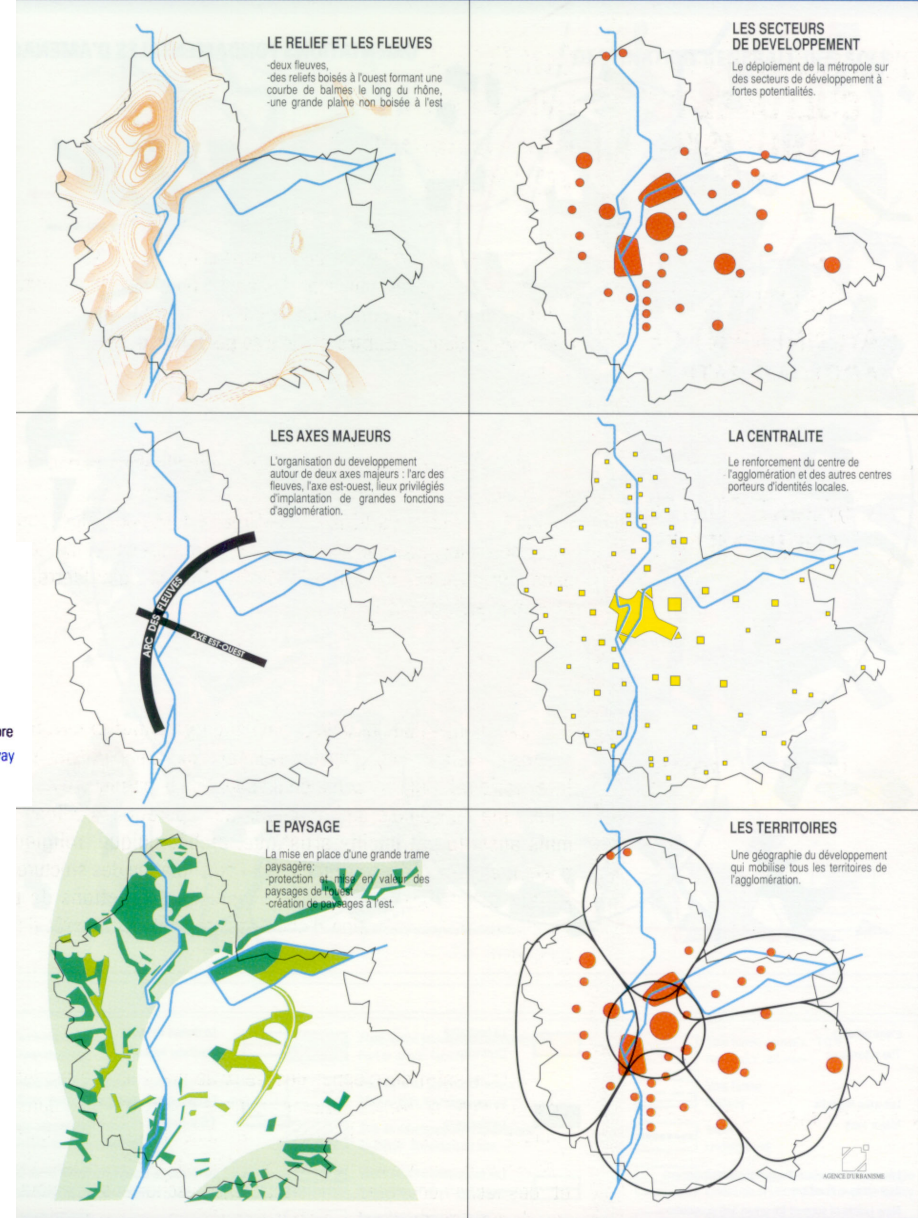 LE RELIEF ET LES FLEUVES
-deux fleuves,
-des reliefs boisés à l'ouest formant une
courbe de balmes le long du rhône,
-une grande plaine non boisée à l'est
LES SECTEURS
DE DEVELOPPEMENT
Le déploiement de la métropole sur
des secteurs de développement à
fortes potentialités.
LES AXES MAJEURS
L'organisation du developpement
autour de deux axes majeurs : l'arc des
fleuves, l'axe est-ouest, lieux privilégiés
d'implantation de grandes fonctions
d'agglomération.
ARC DES FLEUVES
AXE EST-OUEST
LA CENTRALITE
Le renforcement du centre de
l'agglomération et des autres centres
porteurs d'identités locales.
LE PAYSAGE
La mise en place d'une grande trame
paysagère:
-protection et mise en valeur des
paysages de l'ouest
-création de paysages à l'est.
LES TERRITOIRES
Une géographie du développement
qui mobilise tous les territoires de
l'agglomération.
AGENCE D'URBANISME